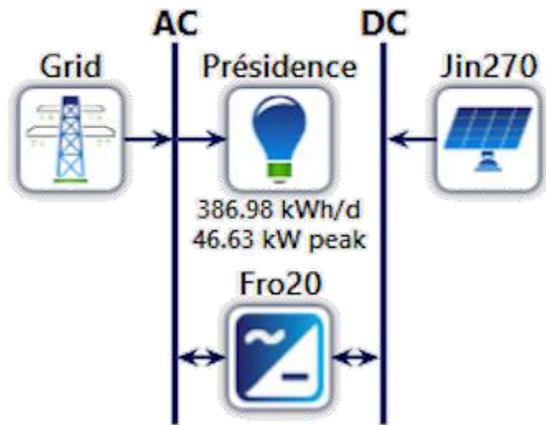 AC DC
Grid Présidence Jin270
386.98 kWh/d
46.63 kW peak
Fro20